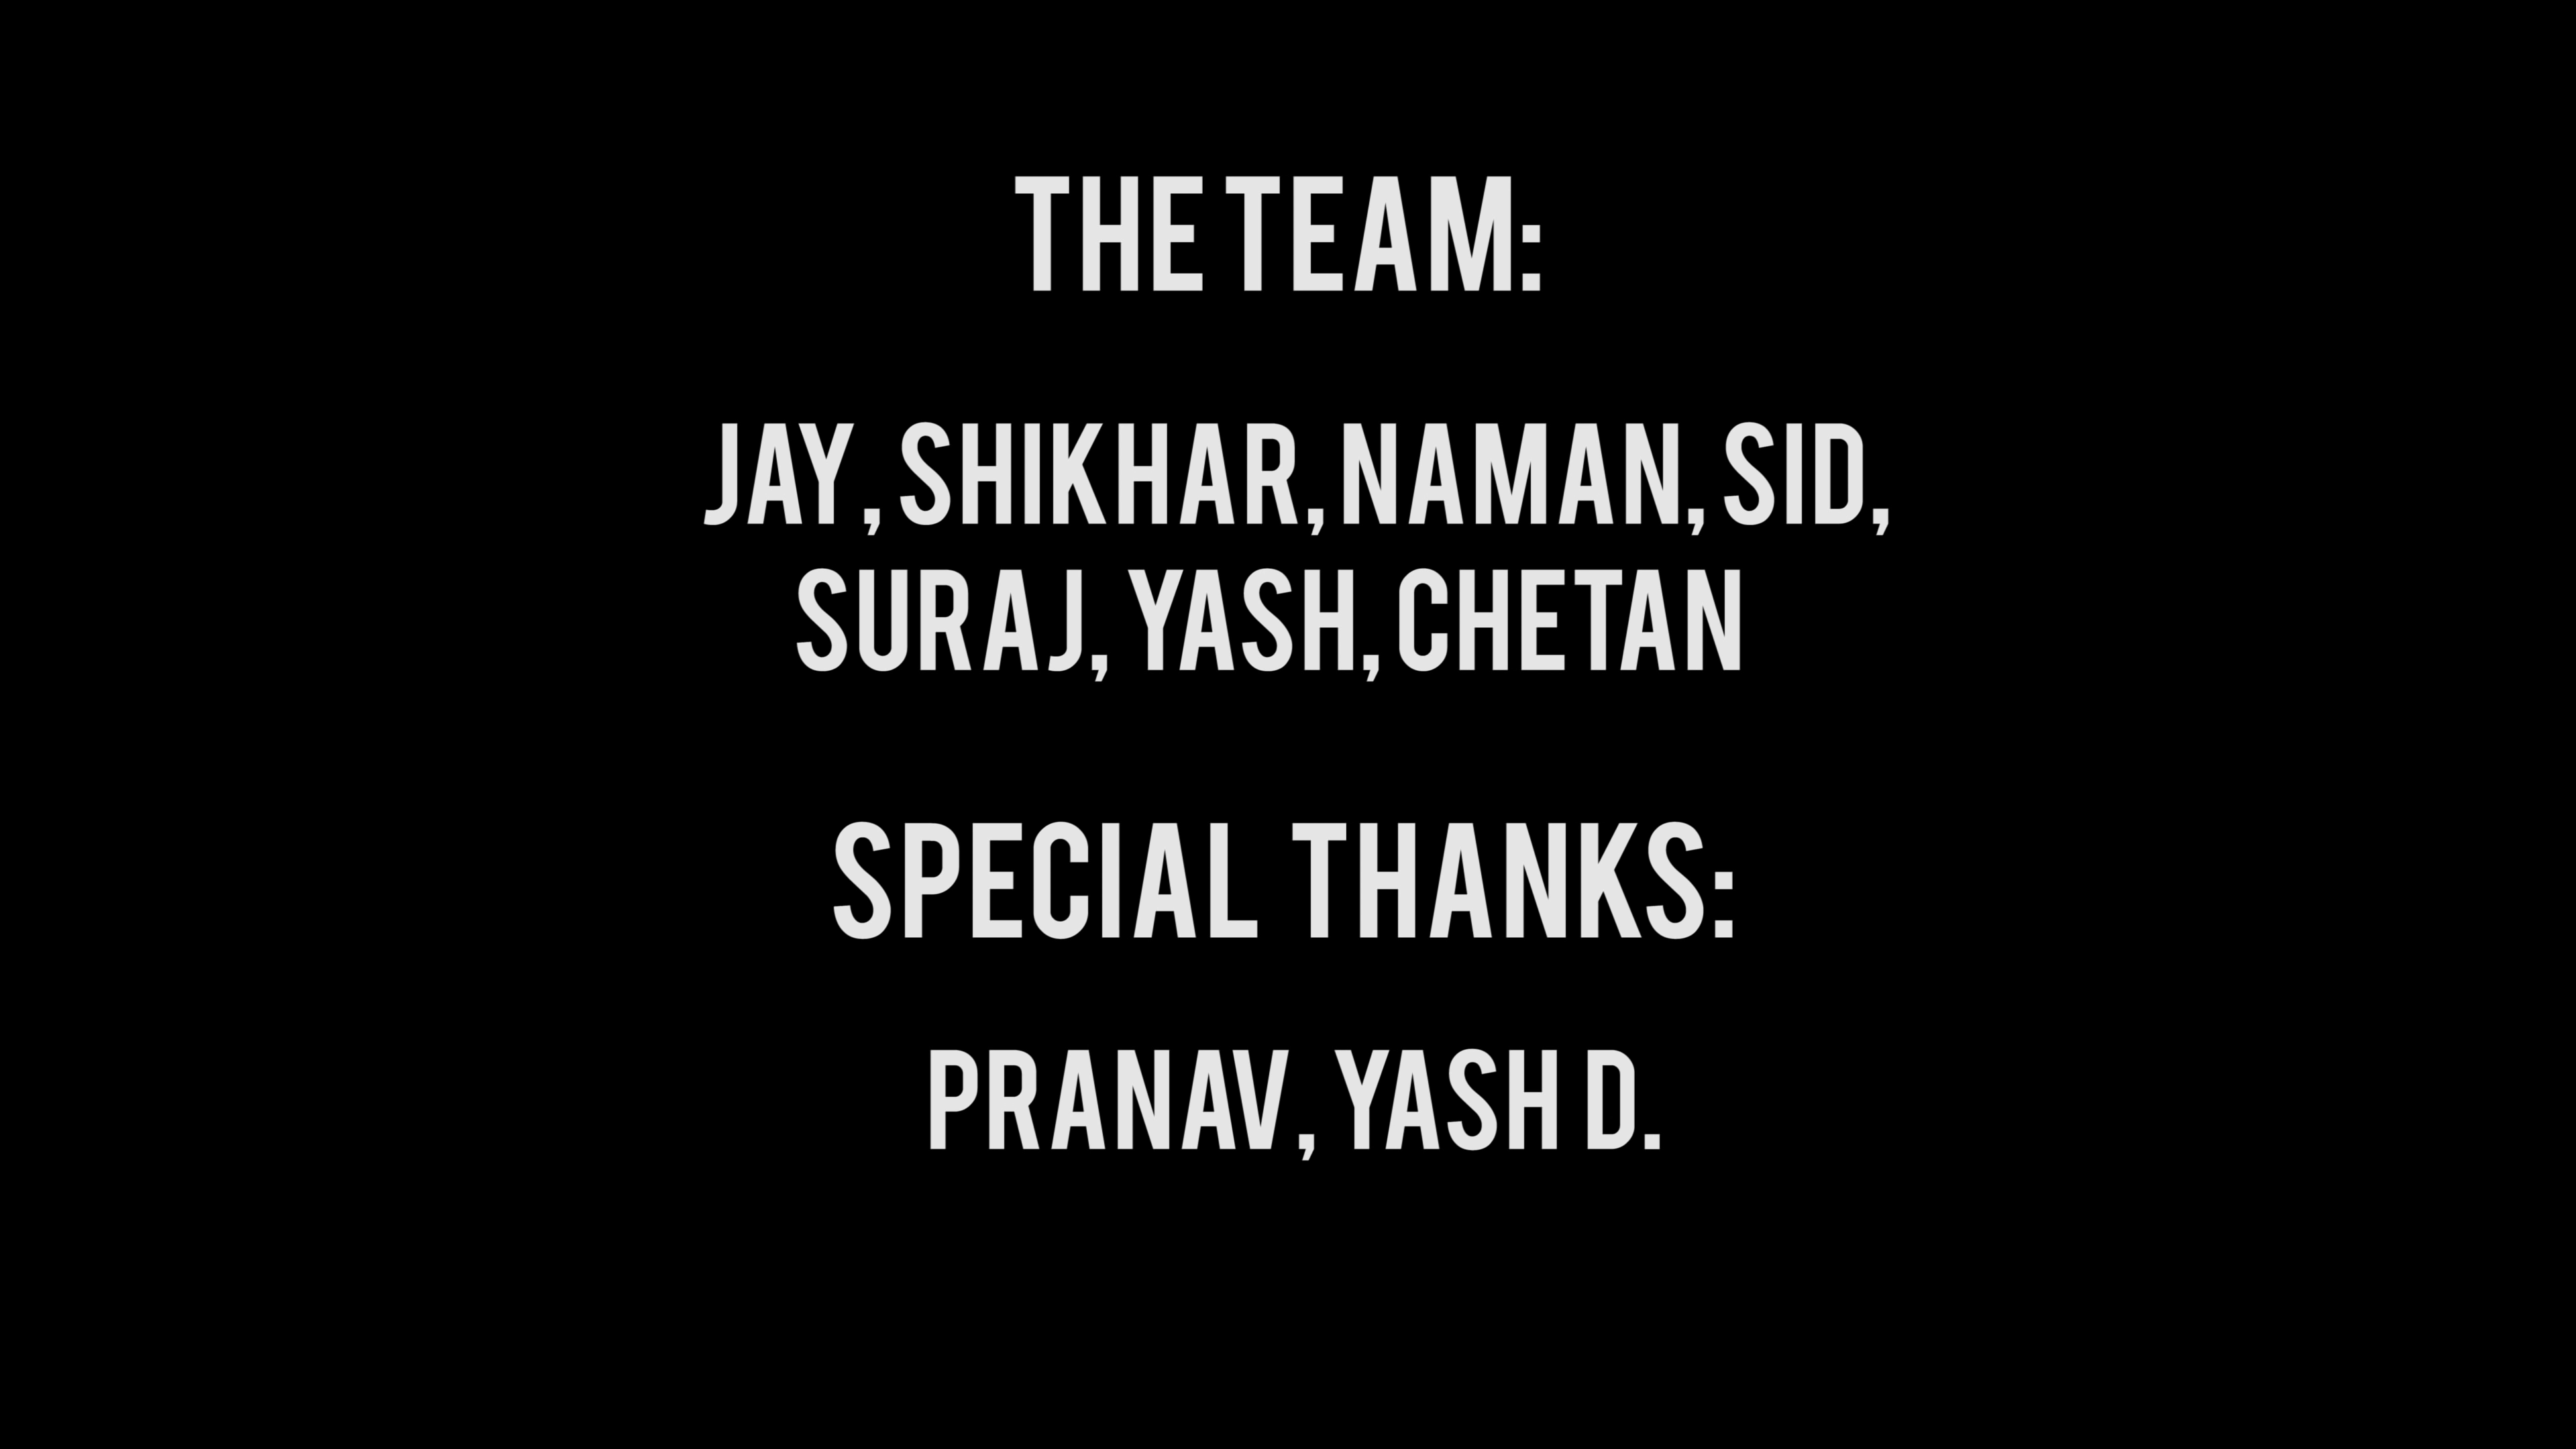 THE TEAM:
JAY, SHIKHAR, NAMAN, SID,
SURAJ, YASH, CHETAN
SPECIAL THANKS:
PRANAV, YASH D.